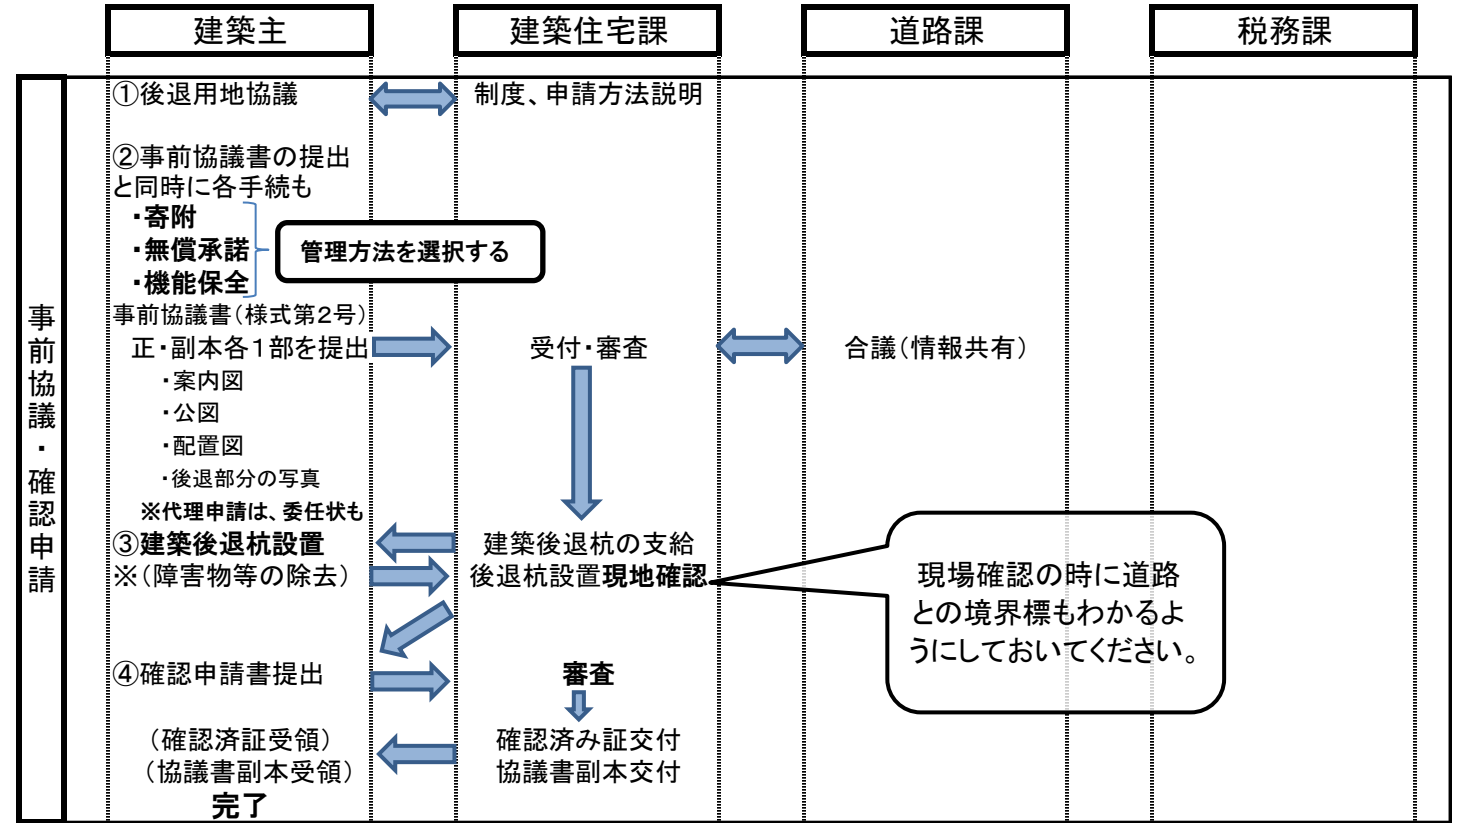 建築主
建築住宅課
道路課
税務課
事前協議・確認申請
①後退用地協議
制度、申請方法説明
②事前協議書の提出
と同時に各手続も
・寄附
・無償承諾
・機能保全
管理方法を選択する
事前協議書(様式第2号)
正・副本各1部を提出
受付・審査
合議(情報共有)
・案内図
・公図
・配置図
・後退部分の写真
※代理申請は、委任状も
③建築後退杭設置
建築後退杭の支給
※(障害物等の除去)
後退杭設置現地確認
現場確認の時に道路
との境界標もわかるよ
うにしておいてください。
④確認申請書提出
審査
(確認済証受領)
確認済み証交付
(協議書副本受領)
協議書副本交付
完了